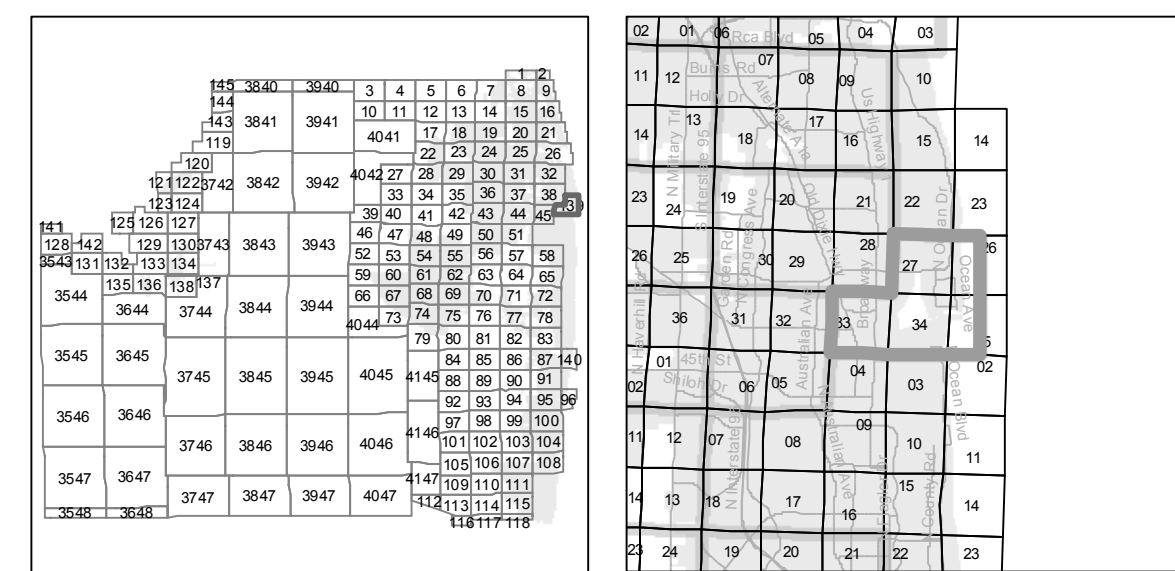 1 2
145 3840 3940 3 4 5 6 7 8 9
144 10 11 12 13 14 15 16
143 3841 3941 4041 17 18 19 20 21
119 22 23 24 25 26
120 121 122 3742 3842 3942 4042 27 28 29 30 31 32
123 124 33 34 35 36 37 38 139
39 40 41 42 43 44 45
141 125 126 127 46 47 48 49 50 51
128 142 129 130 3743 3843 3943 52 53 54 55 56 57 58
3543 131 132 133 134 59 60 61 62 63 64 65
135 136 138 137 66 67 68 69 70 71 72
3544 3644 3744 3844 3944 4044 73 74 75 76 77 78
79 80 81 82 83
3545 3645 84 85 86 87 140
3745 3845 3945 4045 4145 88 89 90 91
3546 3646 92 93 94 95 96
97 98 99 100
3746 3846 3946 4046 4146 101 102 103 104
105 106 107 108
3547 3647 4147 109 110 111
3747 3847 3947 4047 112 113 114 115
3548 3648 116 117 118
02 01 06 Rca Blvd 05 04 03
Burns Rd 07
11 12 08 09 10
Holly Dr
Alternate A1a
Us Highway 1
14 13 18 17 16 15 14
N Military Trl
S Interstate 95
23 24 19 20 21 22 23
N Congress Ave
Garden Rd
Old Dixie Hwy
N Ocean Dr
26 25 30 29 28 27 26
N Haverhill Rd
Broadway
Ocean Ave
36 31 32 33 34
Australian Ave
01 45th St 04 02
02 Shiloh Dr 06 05 03
Ocean Blvd
11 12 07 08 09 10 11
N Australian Ave
N Interstate 95
N Flagler Dr
N County Rd
14 13 18 17 16 15 14
23 24 19 20 21 22 23